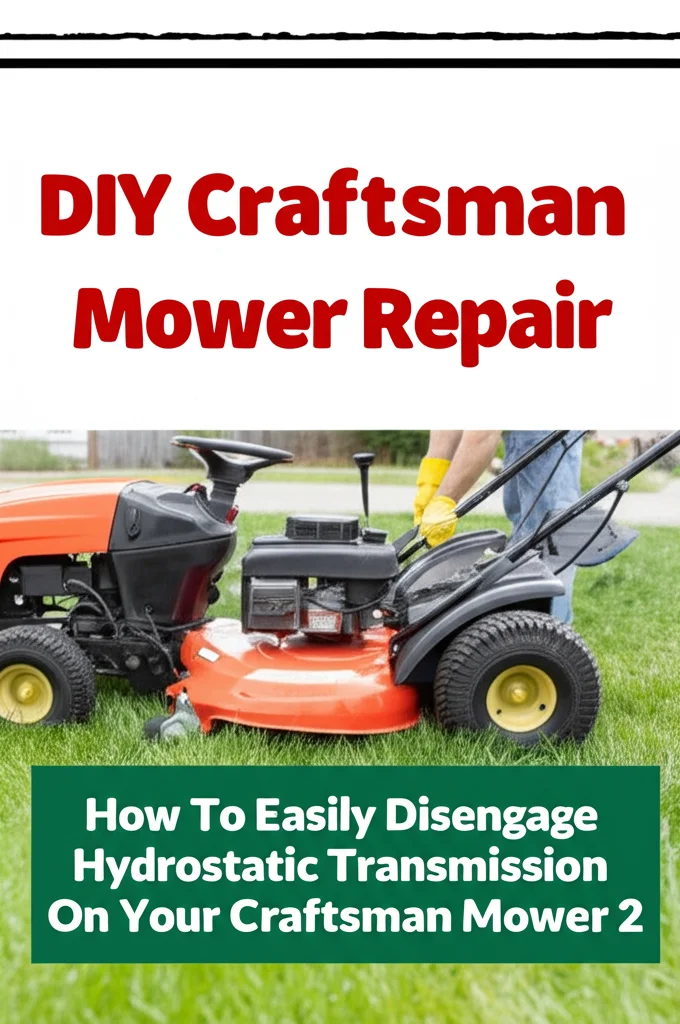 DIY Craftsman
Mower Repair
How To Easily Disengage
Hydrostatic Transmission
On Your Craftsman Mower 2